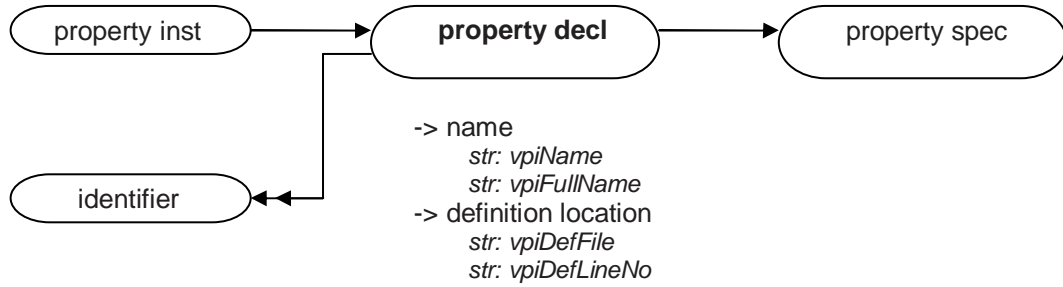 property inst
property decl
property spec
identifier
-> name
str: vpiName
str: vpiFullName
-> definition location
str: vpiDefFile
str: vpiDefLineNo